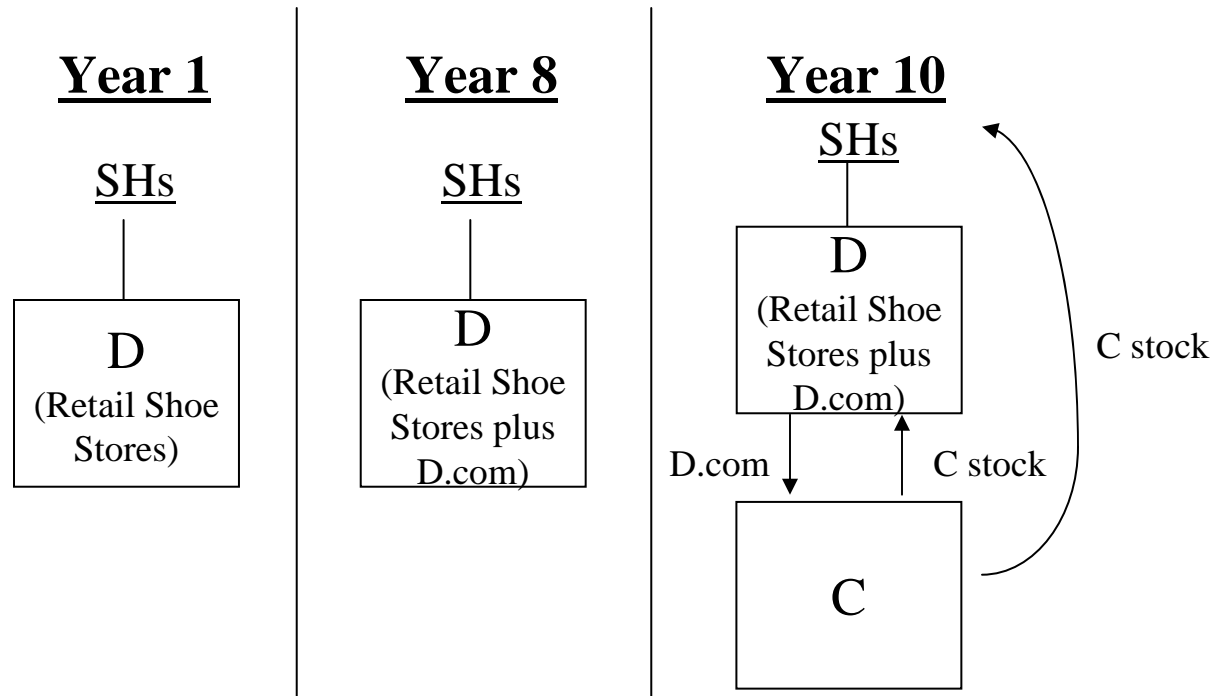 Year 1
SHs
D
(Retail Shoe
Stores)
Year 8
SHs
D
(Retail Shoe
Stores plus
D.com)
Year 10
SHs
D
(Retail Shoe
Stores plus
D.com)
C stock
D.com
C stock
C